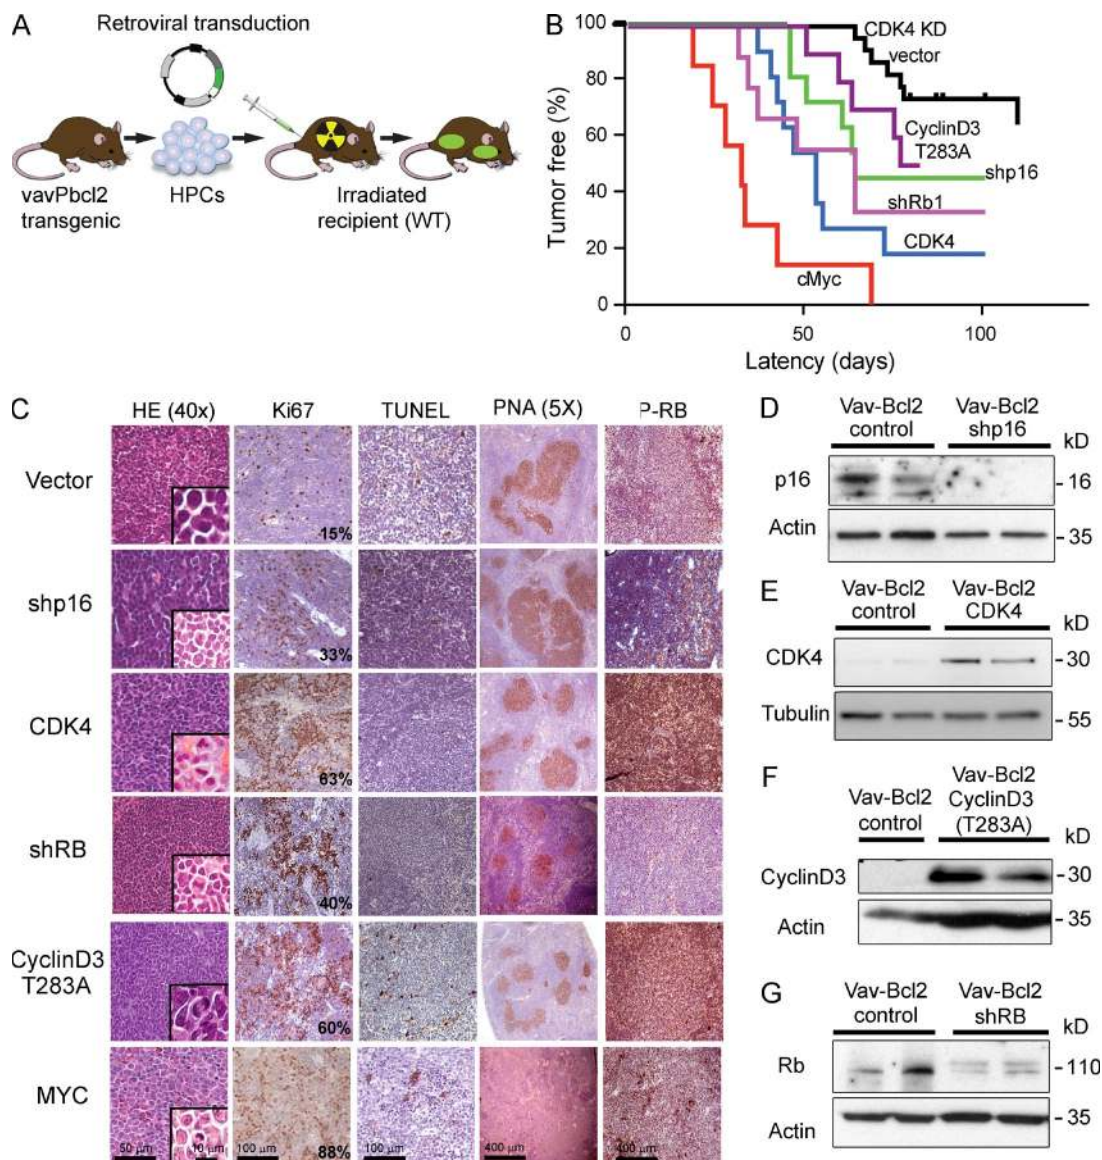 A
Retroviral transduction
vavPbcl2
transgenic
HPCs
Irradiated
recipient (WT)
B
Tumor free (%)
100
80
60
40
20
0
0
50
100
Latency (days)
CDK4 KD
vector
CyclinD3
T283A
shp16
shRb1
CDK4
cMyc
C
HE (40x)
Ki67
TUNEL
PNA (5X)
P-RB
Vector
15%
shp16
33%
CDK4
63%
shRB
40%
CyclinD3
T283A
60%
MYC
88%
50 µm
10 µm
100 µm
100 µm
400 µm
400 µm
D
Vav-Bcl2
control
Vav-Bcl2
shp16
kD
p16
- 16
Actin
- 35
E
Vav-Bcl2
control
Vav-Bcl2
CDK4
kD
CDK4
- 30
Tubulin
- 55
F
Vav-Bcl2
control
Vav-Bcl2
CyclinD3
(T283A)
kD
CyclinD3
- 30
Actin
- 35
G
Vav-Bcl2
control
Vav-Bcl2
shRB
kD
Rb
- 110
Actin
- 35